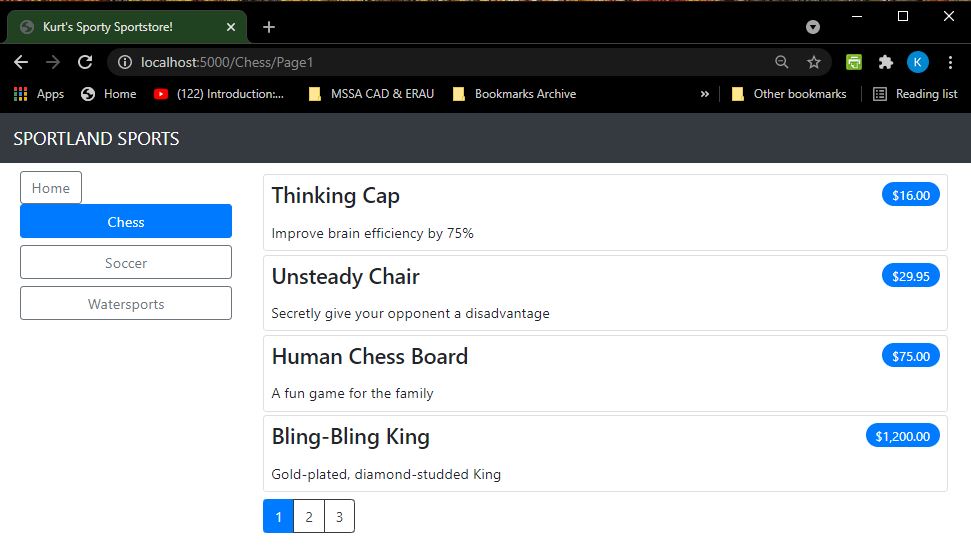 Kurt's Sporty Sportstore!
localhost:5000/Chess/Page1
K
Apps Home (122) Introduction:... MSSA CAD & ERAU Bookmarks Archive » Other bookmarks Reading list
SPORTLAND SPORTS
Home
Chess
Soccer
Watersports
Thinking Cap $16.00
Improve brain efficiency by 75%
Unsteady Chair $29.95
Secretly give your opponent a disadvantage
Human Chess Board $75.00
A fun game for the family
Bling-Bling King $1,200.00
Gold-plated, diamond-studded King
1 2 3